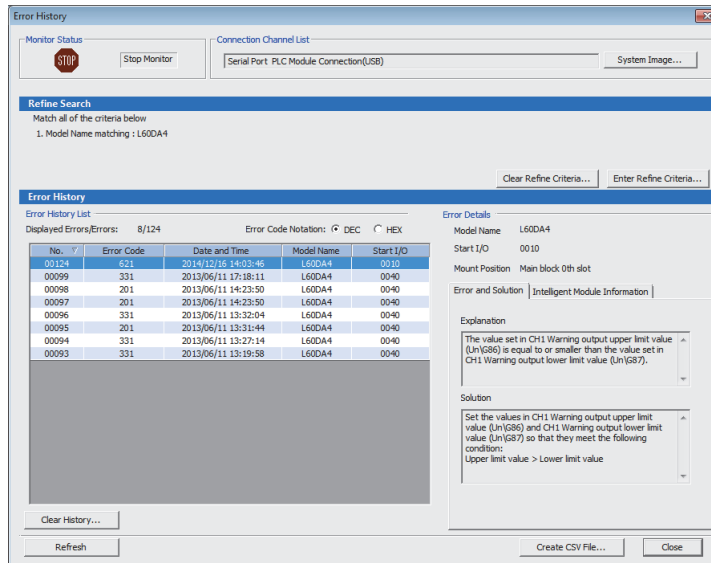 Error History
Monitor Status
STOP
Stop Monitor
Connection Channel List
Serial Port PLC Module Connection(USB)
System Image...
Refine Search
Match all of the criteria below
1. Model Name matching : L60DA4
Clear Refine Criteria...
Enter Refine Criteria...
Error History
Error History List
Displayed Errors/Errors: 8/124
Error Code Notation: DEC HEX
No. Error Code Date and Time Model Name Start I/O
00124 621 2014/12/16 14:03:46 L60DA4 0010
00099 331 2013/06/11 17:18:11 L60DA4 0040
00098 201 2013/06/11 14:23:50 L60DA4 0040
00097 201 2013/06/11 14:23:50 L60DA4 0040
00096 331 2013/06/11 13:32:04 L60DA4 0040
00095 201 2013/06/11 13:31:44 L60DA4 0040
00094 331 2013/06/11 13:27:14 L60DA4 0040
00093 331 2013/06/11 13:19:58 L60DA4 0040
Clear History...
Error Details
Model Name L60DA4
Start I/O 0010
Mount Position Main block 0th slot
Error and Solution Intelligent Module Information
Explanation
The value set in CH1 Warning output upper limit value
(Un\G86) is equal to or smaller than the value set in
CH1 Warning output lower limit value (Un\G87).
Solution
Set the values in CH1 Warning output upper limit
value (Un\G86) and CH1 Warning output lower limit
value (Un\G87) so that they meet the following
condition:
Upper limit value > Lower limit value
Refresh
Create CSV File...
Close